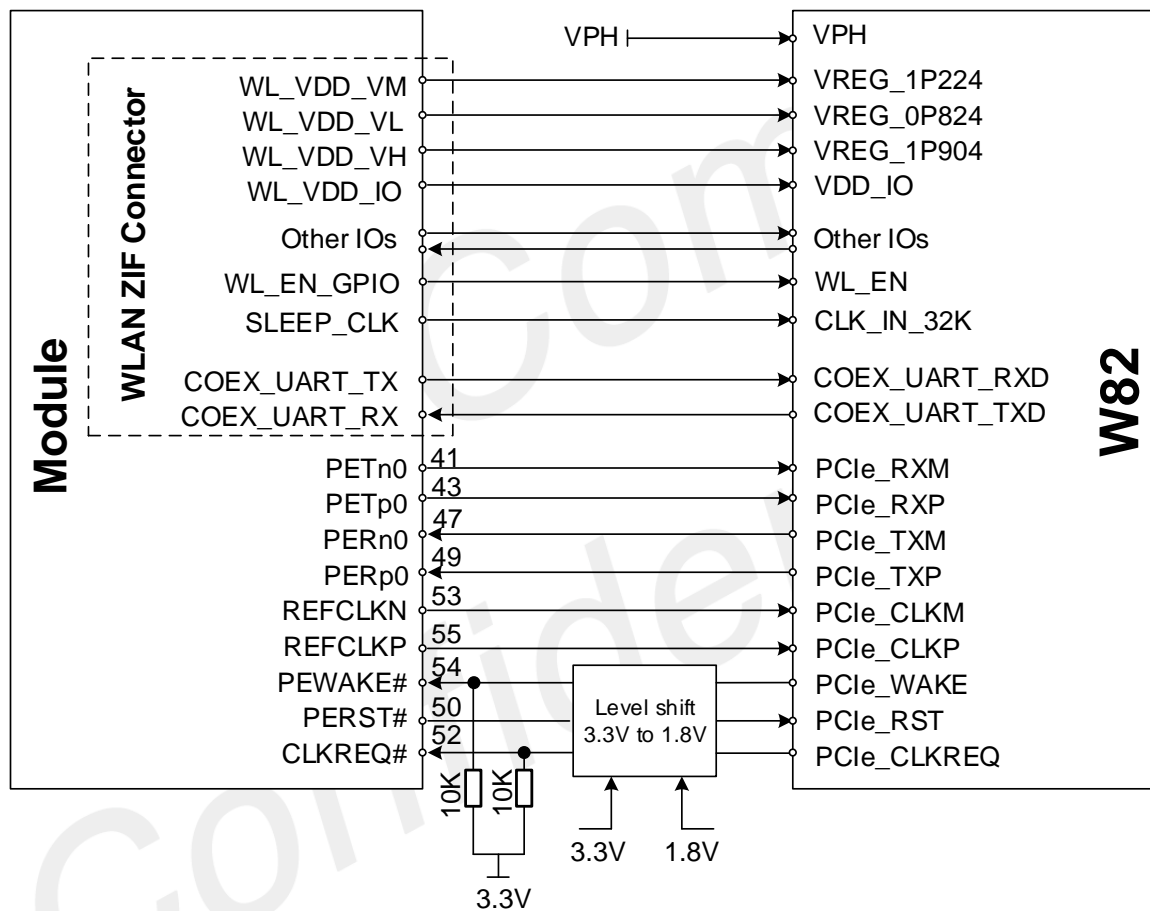 VPH
VPH
WLAN ZIF Connector
WL_VDD_VM
VREG_1P224
WL_VDD_VL
VREG_0P824
WL_VDD_VH
VREG_1P904
WL_VDD_IO
VDD_IO
Other IOs
Other IOs
WL_EN_GPIO
WL_EN
SLEEP_CLK
CLK_IN_32K
COEX_UART_TX
COEX_UART_RXD
COEX_UART_RX
COEX_UART_TXD
Module
W82
PETn0
41
PCIe_RXM
PETp0
43
PCIe_RXP
PERn0
47
PCIe_TXM
PERp0
49
PCIe_TXP
REFCLKN
53
PCIe_CLKM
REFCLKP
55
PCIe_CLKP
PEWAKE#
54
PCIe_WAKE
PERST#
50
PCIe_RST
CLKREQ#
52
PCIe_CLKREQ
Level shift
3.3V to 1.8V
10K
10K
3.3V
1.8V
3.3V